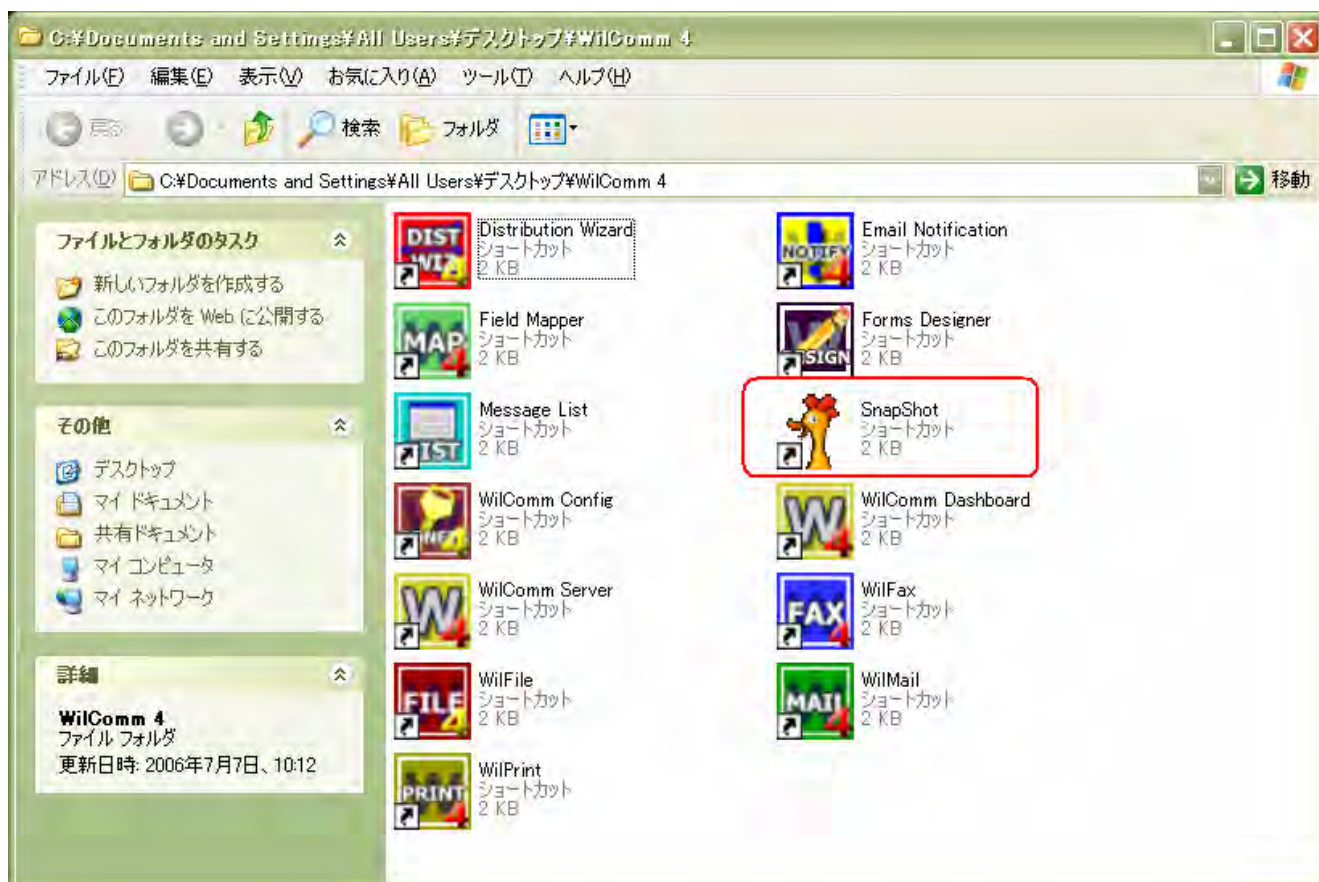 C:¥Documents and Settings¥All Users¥デスクトップ¥WilComm 4
ファイル(F) 編集(E) 表示(V) お気に入り(A) ツール(T) ヘルプ(H)
戻る 検索 フォルダ
アドレス(D) C:¥Documents and Settings¥All Users¥デスクトップ¥WilComm 4 移動
ファイルとフォルダのタスク
新しいフォルダを作成する
このフォルダを Web に公開する
このフォルダを共有する
その他
デスクトップ
マイ ドキュメント
共有ドキュメント
マイ コンピュータ
マイ ネットワーク
詳細
WilComm 4
ファイル フォルダ
更新日時: 2006年7月7日、10:12
DIST WIZ
Distribution Wizard
ショートカット
2 KB
NOTIFY 4
Email Notification
ショートカット
2 KB
MAP 4
Field Mapper
ショートカット
2 KB
SIGN
Forms Designer
ショートカット
2 KB
IST
Message List
ショートカット
2 KB
SnapShot
ショートカット
2 KB
WilComm Config
ショートカット
2 KB
W 4
WilComm Dashboard
ショートカット
2 KB
W 4
WilComm Server
ショートカット
2 KB
FAX 4
WilFax
ショートカット
2 KB
FILE 4
WilFile
ショートカット
2 KB
MAIL 4
WilMail
ショートカット
2 KB
PRINT 4
WilPrint
ショートカット
2 KB